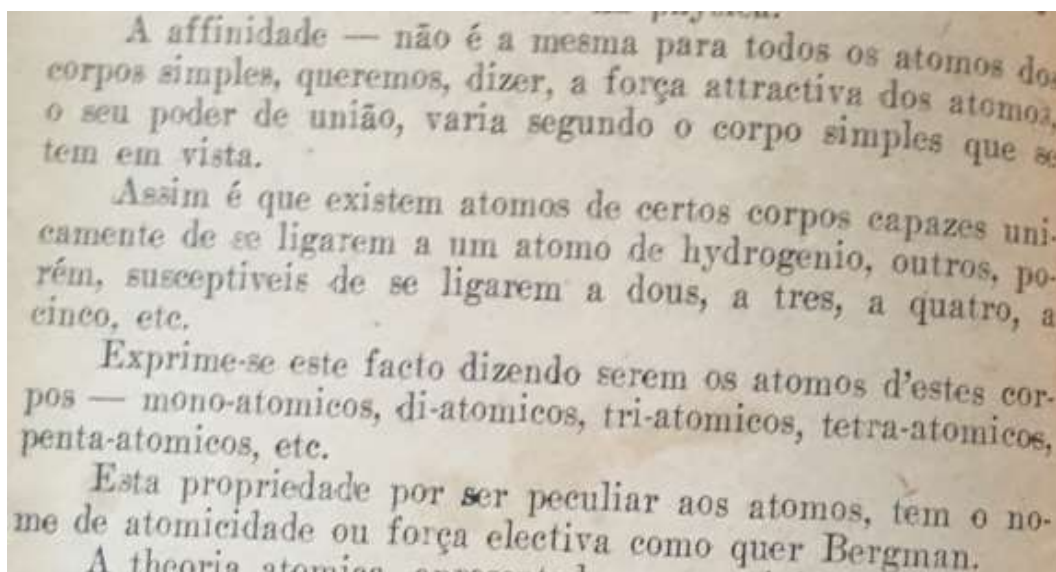 physica.
A affinidade — não é a mesma para todos os atomos dos
corpos simples, queremos, dizer, a força attractiva dos atomos,
o seu poder de união, varia segundo o corpo simples que se
tem em vista.
Assim é que existem atomos de certos corpos capazes uni-
camente de se ligarem a um atomo de hydrogenio, outros, po-
rém, susceptiveis de se ligarem a dous, a tres, a quatro, a
cinco, etc.
Exprime-se este facto dizendo serem os atomos d'estes cor-
pos — mono-atomicos, di-atomicos, tri-atomicos, tetra-atomicos,
penta-atomicos, etc.
Esta propriedade por ser peculiar aos atomos, tem o no-
me de atomicidade ou força electiva como quer Bergman.
A theoria atomica